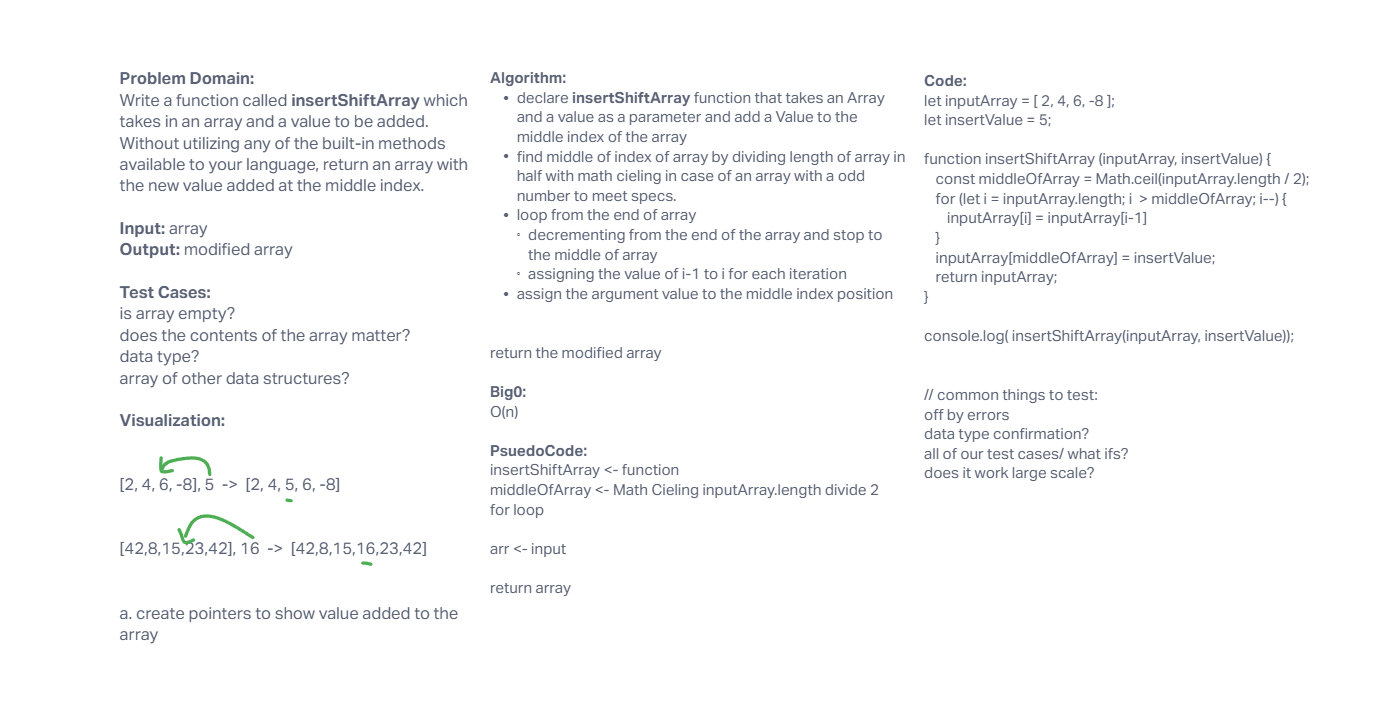 Problem Domain:
Write a function called insertShiftArray which
takes in an array and a value to be added.
Without utilizing any of the built-in methods
available to your language, return an array with
the new value added at the middle index.
Input: array
Output: modified array
Test Cases:
is array empty?
does the contents of the array matter?
data type?
array of other data structures?
Visualization:
[2, 4, 6, -8], 5 -> [2, 4, 5, 6, -8]
[42,8,15,23,42], 16 -> [42,8,15,16,23,42]
a. create pointers to show value added to the
array
Algorithm:
• declare insertShiftArray function that takes an Array
and a value as a parameter and add a Value to the
middle index of the array
• find middle of index of array by dividing length of array in
half with math cieling in case of an array with a odd
number to meet specs.
• loop from the end of array
◦ decrementing from the end of the array and stop to
the middle of array
◦ assigning the value of i-1 to i for each iteration
• assign the argument value to the middle index position
return the modified array
Big0:
O(n)
PsuedoCode:
insertShiftArray <- function
middleOfArray <- Math Cieling inputArray.length divide 2
for loop
arr <- input
return array
Code:
let inputArray = [ 2, 4, 6, -8 ];
let insertValue = 5;
function insertShiftArray (inputArray, insertValue) {
const middleOfArray = Math.ceil(inputArray.length / 2);
for (let i = inputArray.length; i > middleOfArray; i--) {
inputArray[i] = inputArray[i-1]
}
inputArray[middleOfArray] = insertValue;
return inputArray;
}
console.log( insertShiftArray(inputArray, insertValue));
// common things to test:
off by errors
data type confirmation?
all of our test cases/ what ifs?
does it work large scale?